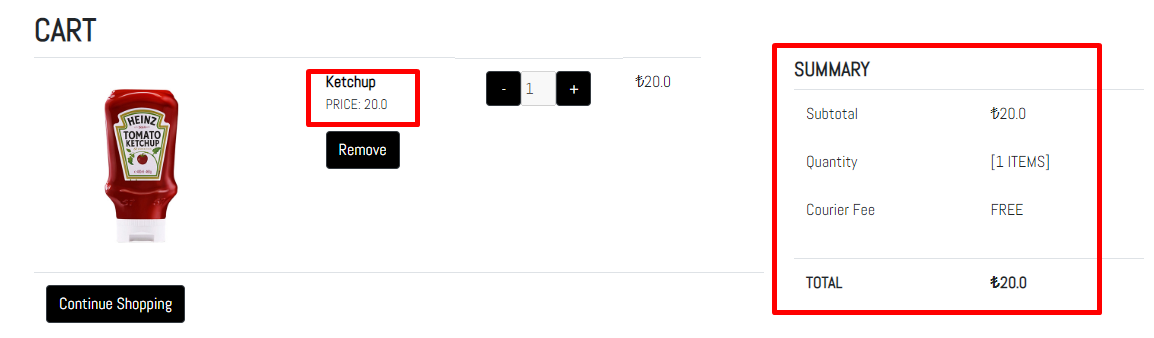 CART
Ketchup
PRICE: 20.0
- 1 +
₺20.0
Remove
HEINZ
TOMATO
KETCHUP
Continue Shopping
SUMMARY
Subtotal ₺20.0
Quantity [1 ITEMS]
Courier Fee FREE
TOTAL ₺20.0